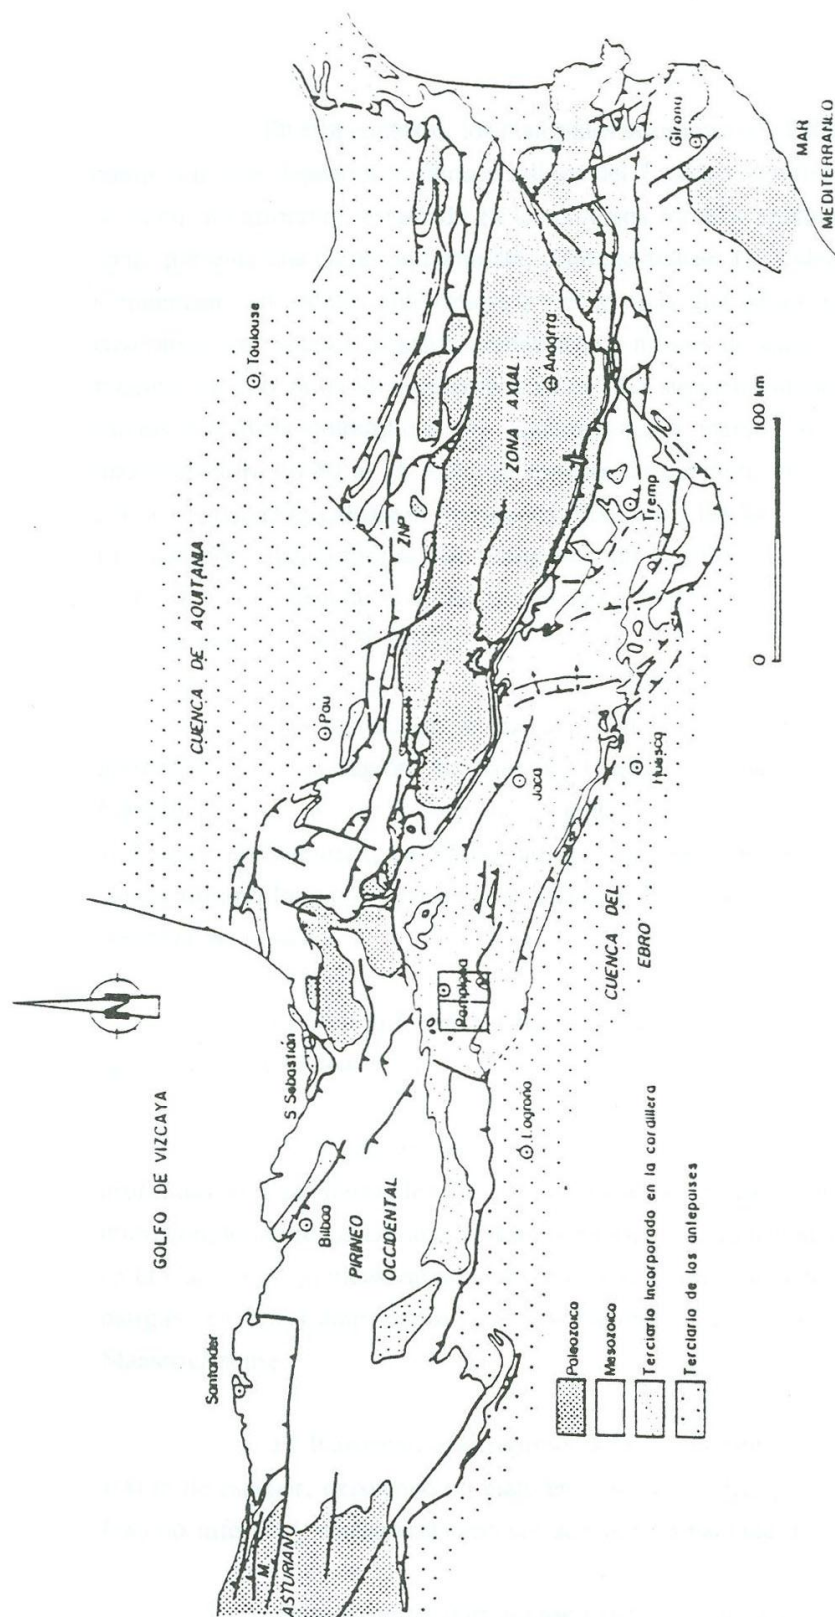 GOLFO DE VIZCAYA
N
CUENCA DE AQUITANIA
Toulouse
Santander
Bilbao
S Sebastián
Pau
ZNP
M.
ASTURIANO
PIRINEO
OCCIDENTAL
Pamplona
Jaca
ZONA AXIAL
Andorra
Girona
Logroño
CUENCA DEL
EBRO
Huesca
Tremp
MAR
MEDITERRANEO
Paleozoico
Mesozoico
Terciario Incorporado en la cordillera
Terciario de los antepaises
0 100 km